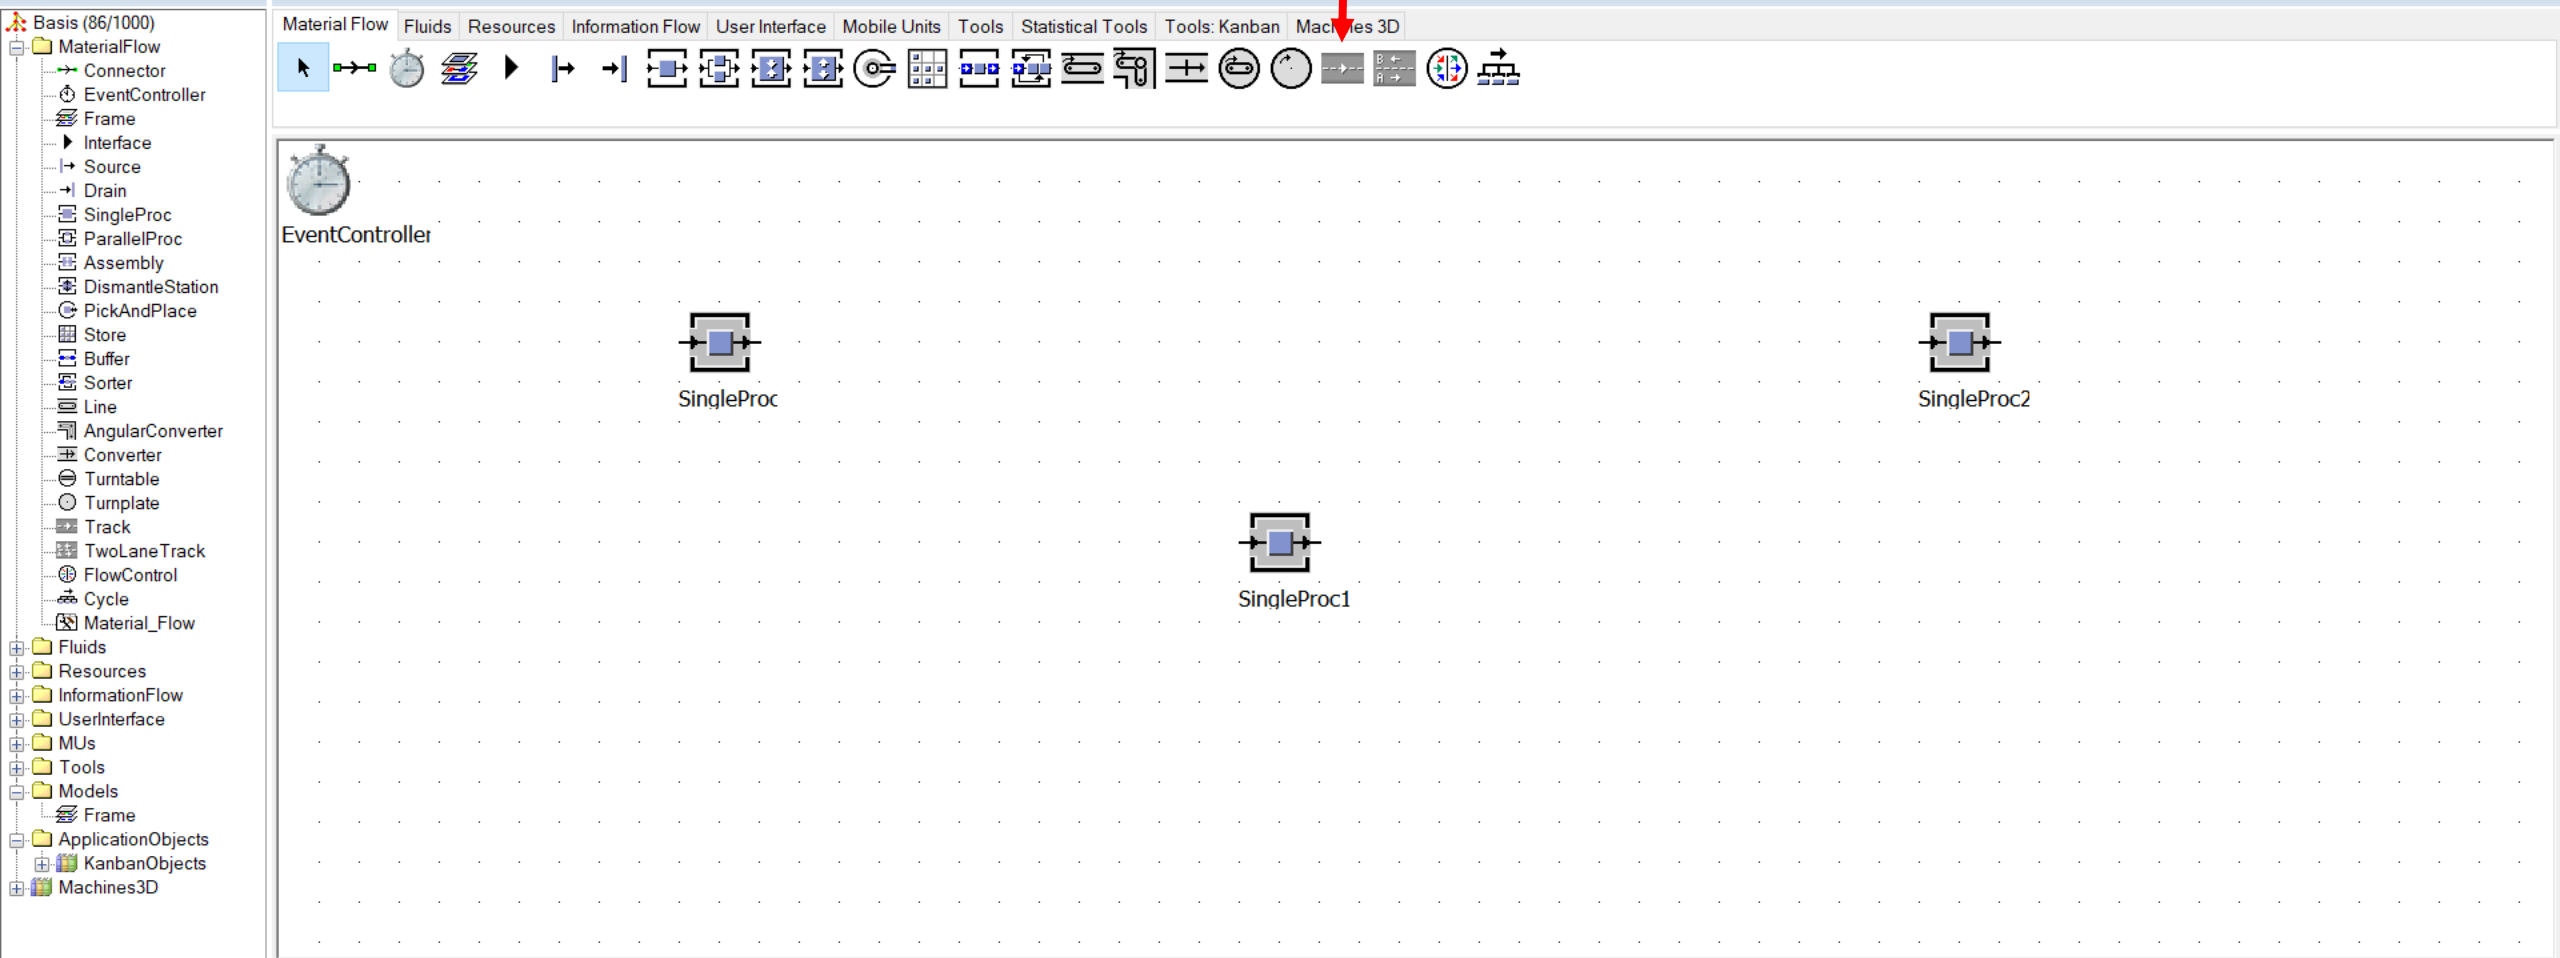 Basis (86/1000)
MaterialFlow
Connector
EventController
Frame
Interface
Source
Drain
SingleProc
ParallelProc
Assembly
DismantleStation
PickAndPlace
Store
Buffer
Sorter
Line
AngularConverter
Converter
Turntable
Turnplate
Track
TwoLaneTrack
FlowControl
Cycle
Material_Flow
Fluids
Resources
InformationFlow
UserInterface
MUs
Tools
Models
Frame
ApplicationObjects
KanbanObjects
Machines3D
Material Flow Fluids Resources Information Flow User Interface Mobile Units Tools Statistical Tools Tools: Kanban Machines 3D
B
A
EventController
SingleProc
SingleProc2
SingleProc1